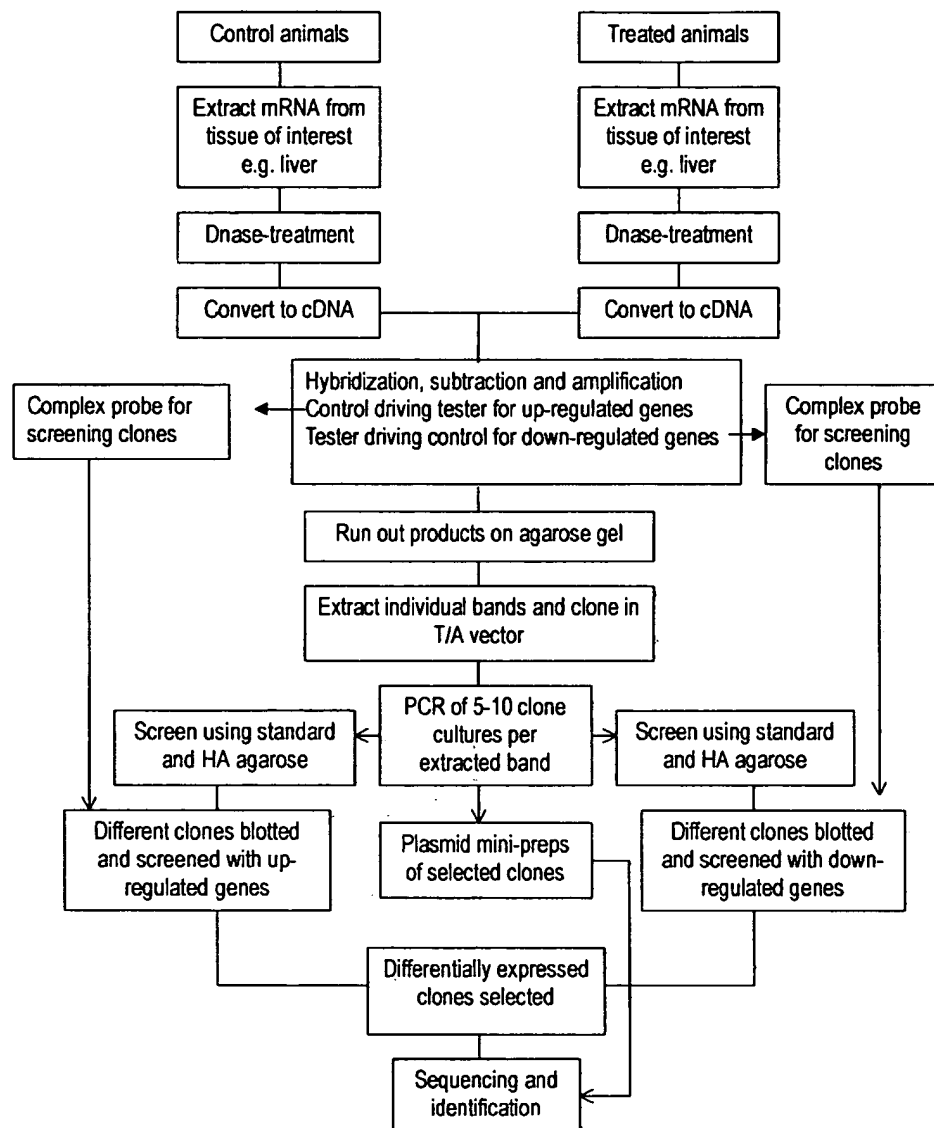 Control animals
Treated animals
Extract mRNA from
tissue of interest
e.g. liver
Extract mRNA from
tissue of interest
e.g. liver
Dnase-treatment
Dnase-treatment
Convert to cDNA
Convert to cDNA
Hybridization, subtraction and amplification
Control driving tester for up-regulated genes
Tester driving control for down-regulated genes
Complex probe for
screening clones
Complex probe
for screening
clones
Run out products on agarose gel
Extract individual bands and clone in
T/A vector
PCR of 5-10 clone
cultures per
extracted band
Screen using standard
and HA agarose
Screen using standard
and HA agarose
Different clones blotted
and screened with up-
regulated genes
Plasmid mini-preps
of selected clones
Different clones blotted
and screened with down-
regulated genes
Differentially expressed
clones selected
Sequencing and
identification